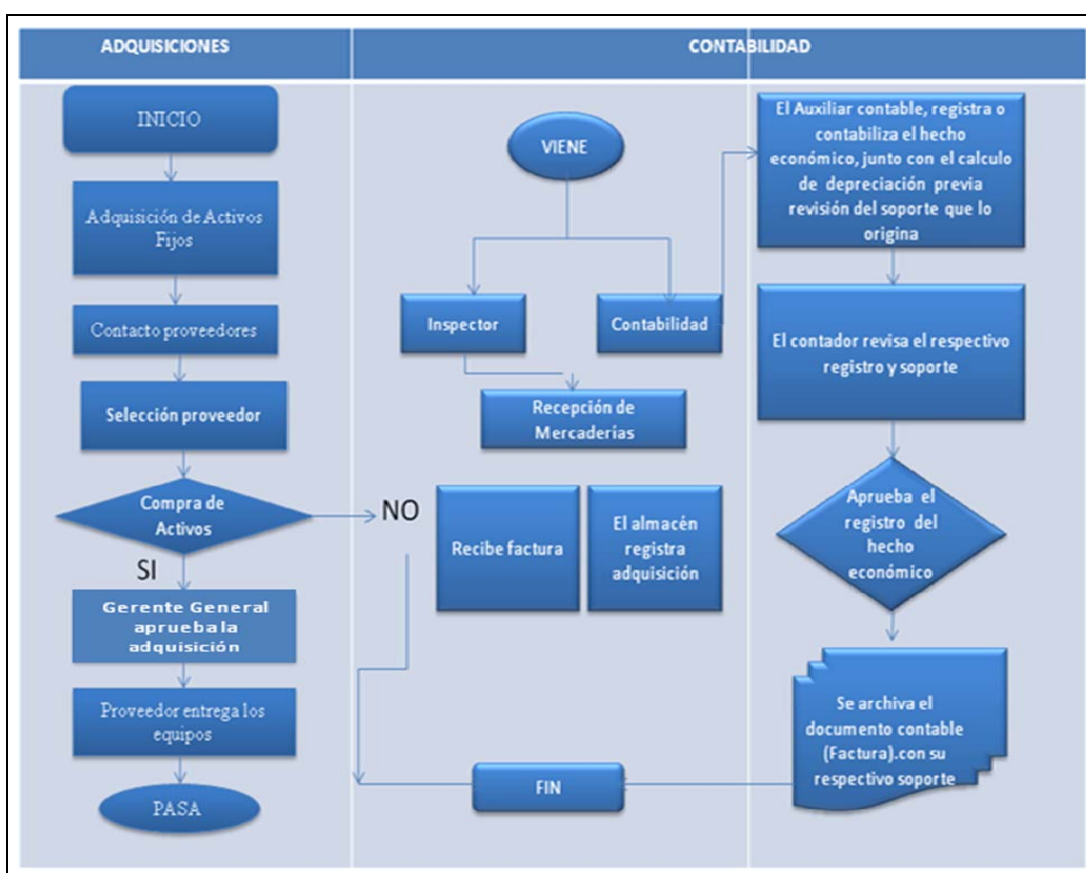 ADQUISICIONES
CONTABILIDAD
INICIO
Adquisición de Activos
Fijos
Contacto proveedores
Selección proveedor
Compra de
Activos
NO
SI
Gerente General
aprueba la
adquisición
Proveedor entrega los
equipos
PASA
VIENE
Inspector
Contabilidad
Recepción de
Mercaderías
Recibe factura
El almacén
registra
adquisición
FIN
El Auxiliar contable, registra o
contabiliza el hecho
económico, junto con el calculo
de depreciación previa
revisión del soporte que lo
origina
El contador revisa el respectivo
registro y soporte
Aprueba el
registro del
hecho
económico
Se archiva el
documento contable
(Factura).con su
respectivo soporte